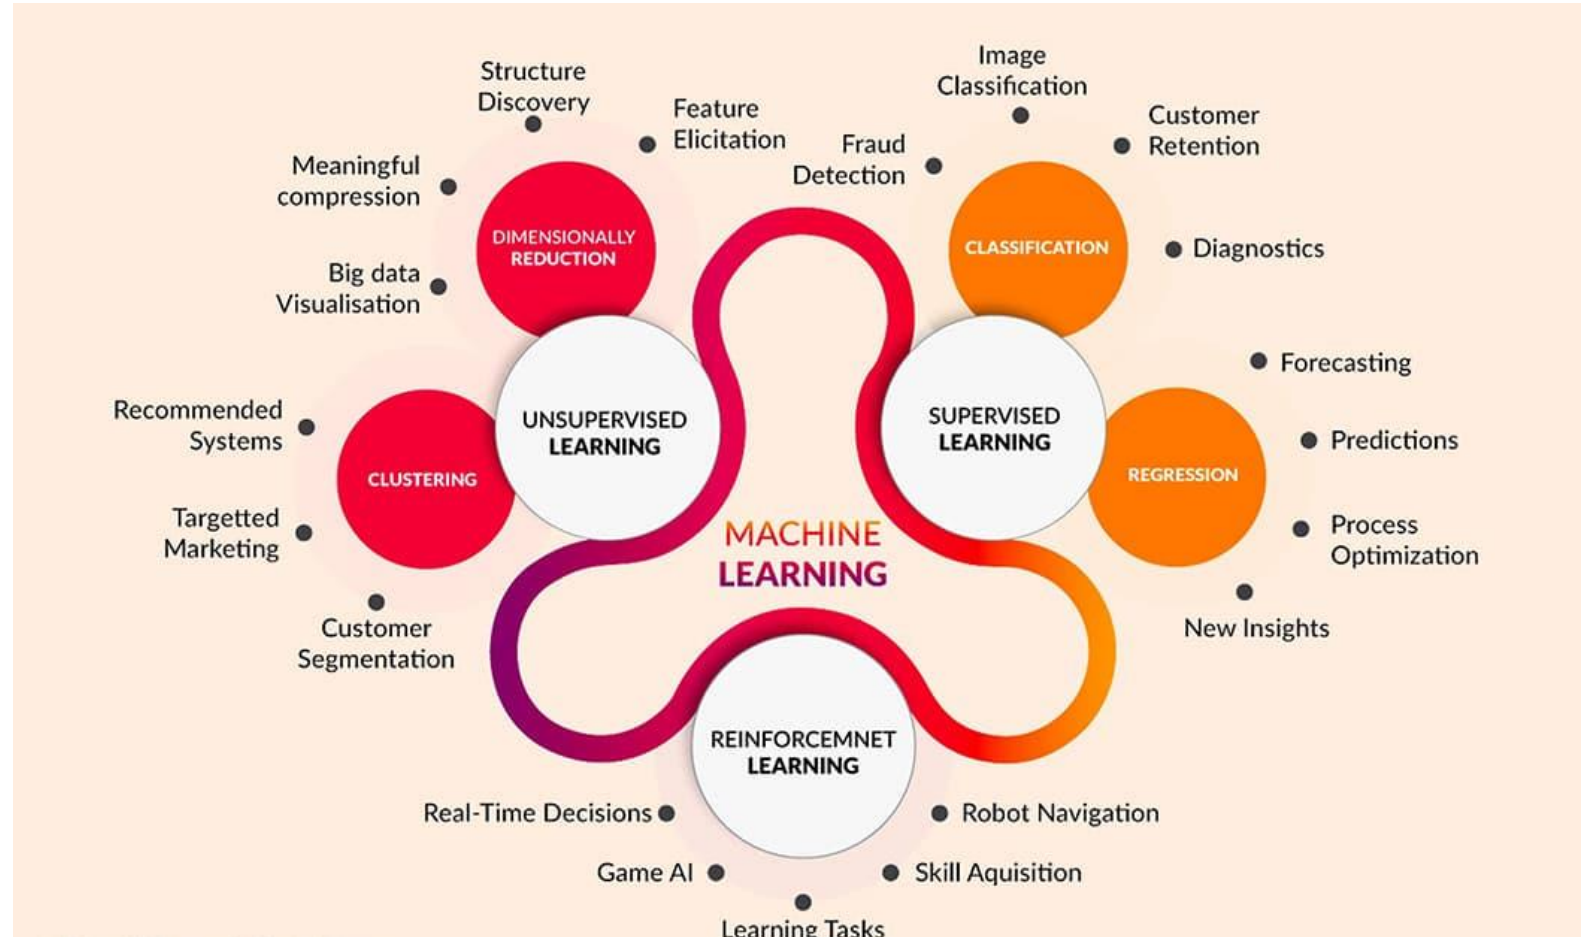 Structure
Discovery
Feature
Elicitation
Meaningful
compression
Big data
Visualisation
DIMENSIONALLY
REDUCTION
Recommended
Systems
Targetted
Marketing
Customer
Segmentation
CLUSTERING
UNSUPERVISED
LEARNING
Image
Classification
Fraud
Detection
Customer
Retention
Diagnostics
CLASSIFICATION
SUPERVISED
LEARNING
Forecasting
Predictions
Process
Optimization
New Insights
REGRESSION
MACHINE
LEARNING
REINFORCEMNET
LEARNING
Real-Time Decisions
Robot Navigation
Game AI
Skill Aquisition
Learning Tasks